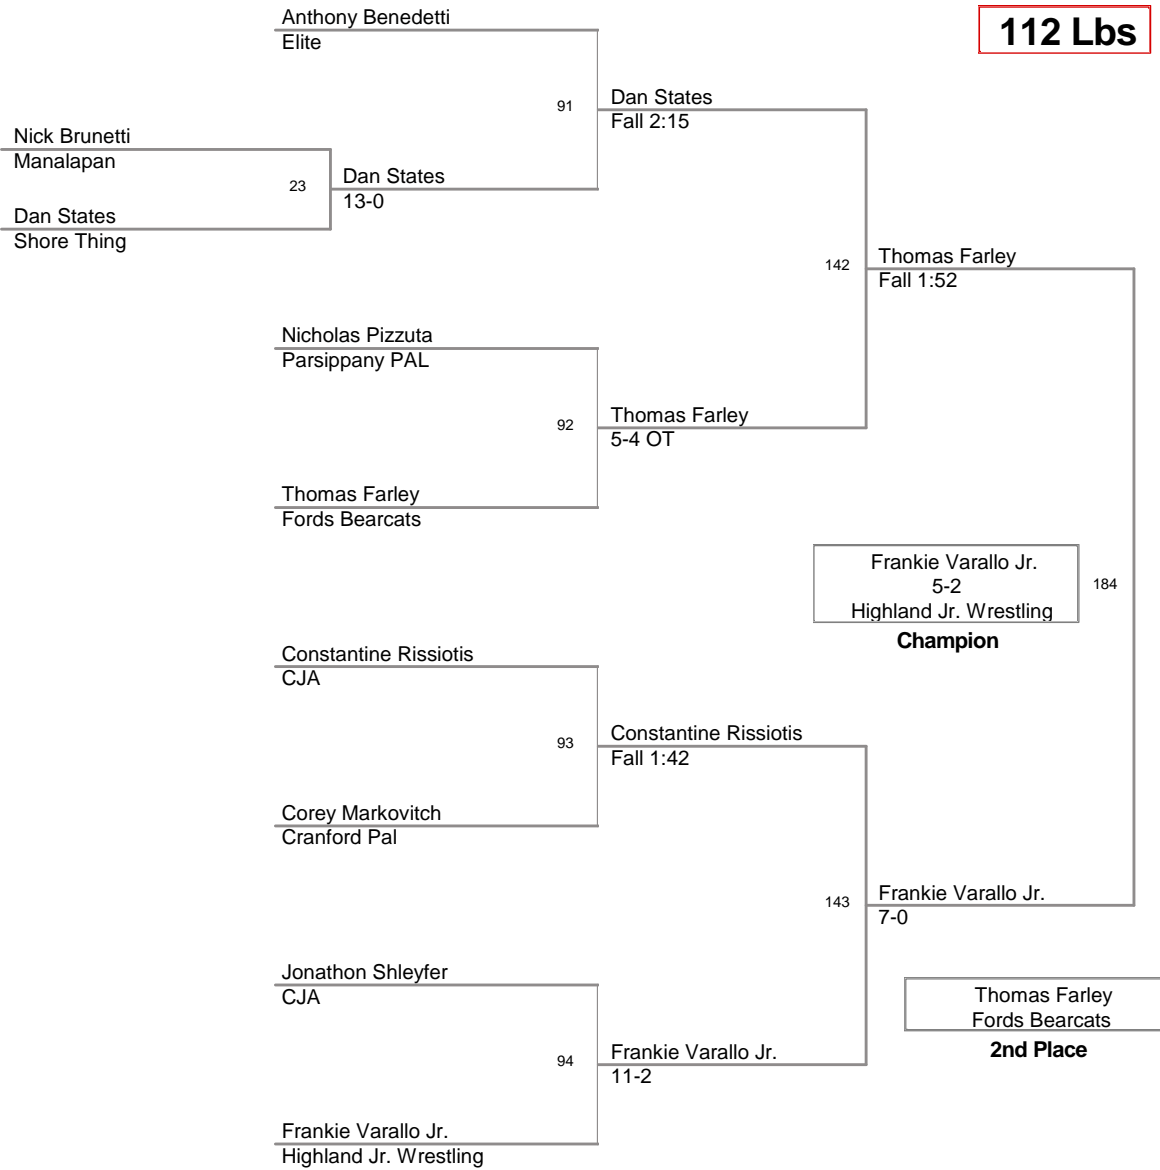 Anthony Benedetti
Elite
112 Lbs
91
Dan States
Fall 2:15
Nick Brunetti
Manalapan
23
Dan States
13-0
Dan States
Shore Thing
142
Thomas Farley
Fall 1:52
Nicholas Pizzuta
Parsippany PAL
92
Thomas Farley
5-4 OT
Thomas Farley
Fords Bearcats
Frankie Varallo Jr.
5-2
Highland Jr. Wrestling
184
Champion
Constantine Rissiotis
CJA
93
Constantine Rissiotis
Fall 1:42
Corey Markovitch
Cranford Pal
143
Frankie Varallo Jr.
7-0
Jonathon Shleyfer
CJA
Thomas Farley
Fords Bearcats
2nd Place
94
Frankie Varallo Jr.
11-2
Frankie Varallo Jr.
Highland Jr. Wrestling